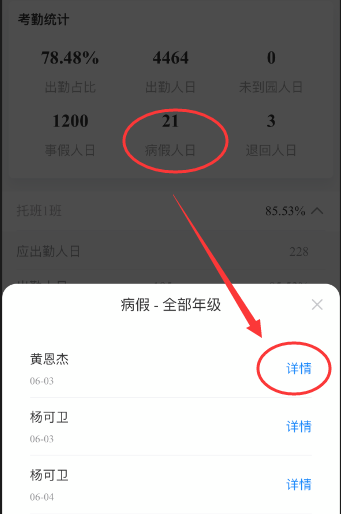 考勤统计
78.48% 4464 0
出勤占比 出勤人日 未到园人日
1200 21 3
事假人日 病假人日 退回人日
托班1班 85.53%
应出勤人日 228
病假 - 全部年级
黄恩杰
06-03 详情
杨可卫
06-03 详情
杨可卫
06-04 详情